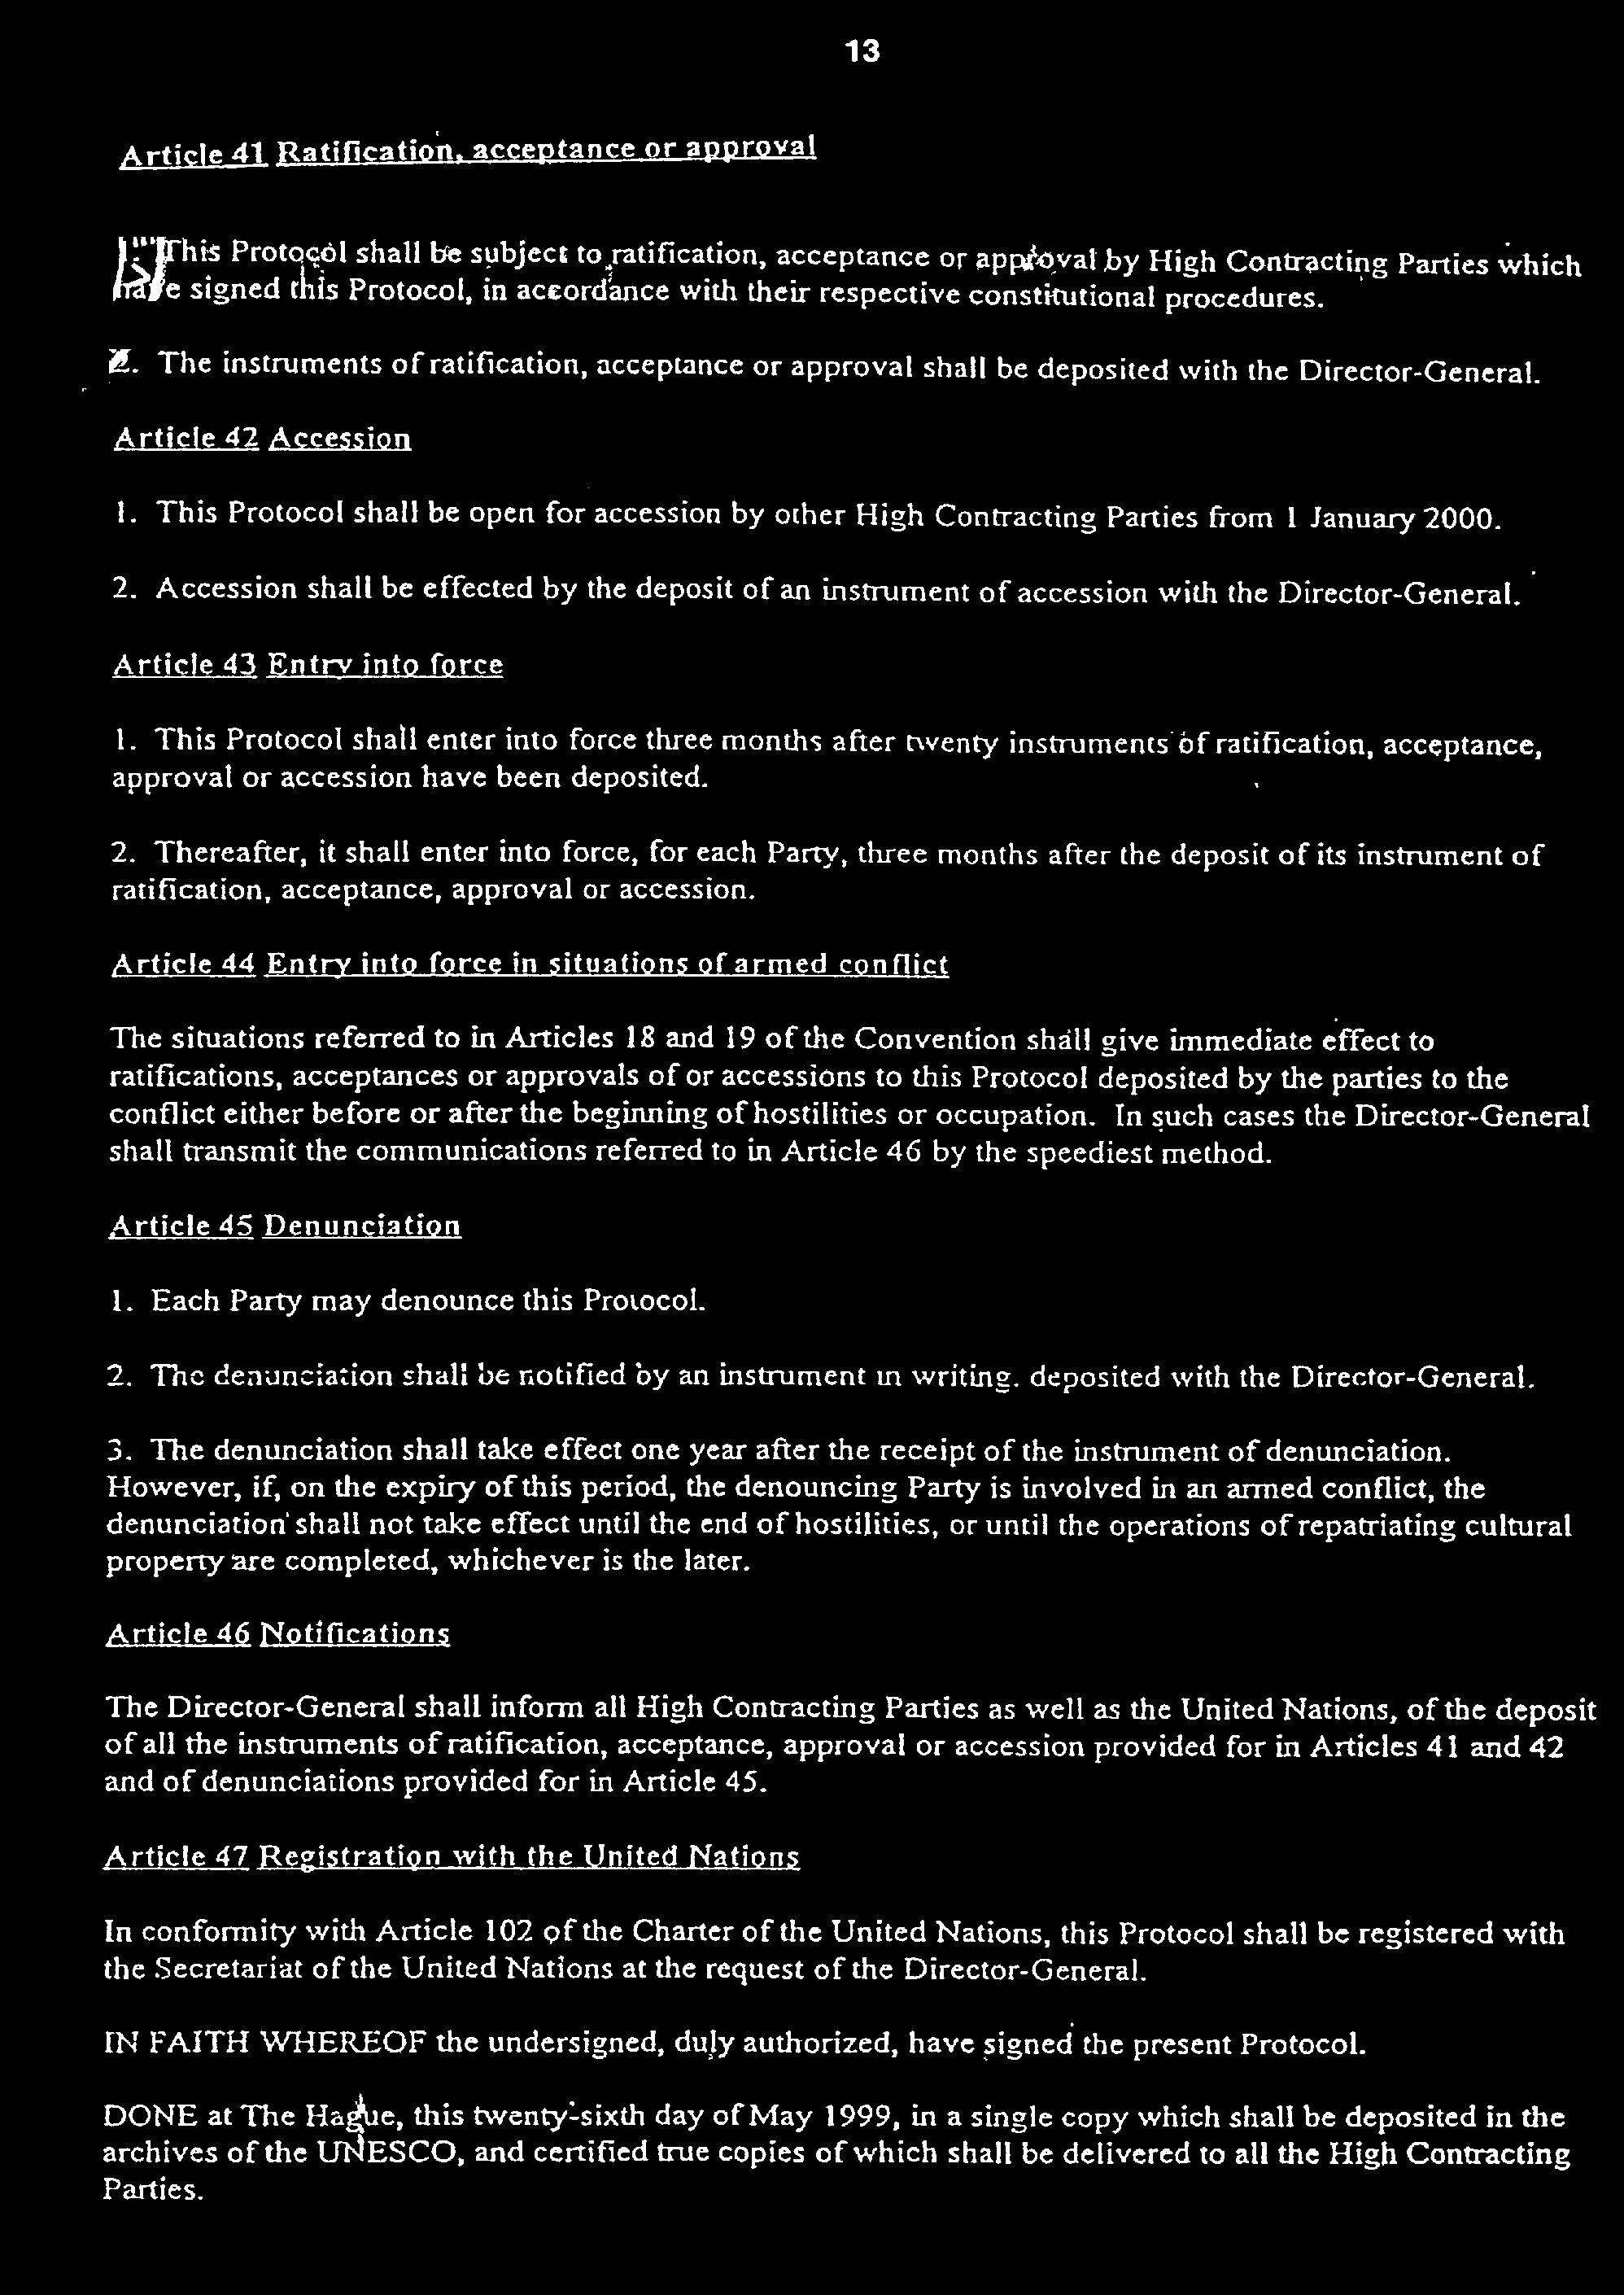 13
Article 41 Ratification, acceptance or approval
1. This Protocol shall be subject to ratification, acceptance or approval by High Contracting Parties which
have signed this Protocol, in accordance with their respective constitutional procedures.
2. The instruments of ratification, acceptance or approval shall be deposited with the Director-General.
Article 42 Accession
1. This Protocol shall be open for accession by other High Contracting Parties from 1 January 2000.
2. Accession shall be effected by the deposit of an instrument of accession with the Director-General.
Article 43 Entry into force
1. This Protocol shall enter into force three months after twenty instruments of ratification, acceptance,
approval or accession have been deposited.
2. Thereafter, it shall enter into force, for each Party, three months after the deposit of its instrument of
ratification, acceptance, approval or accession.
Article 44 Entry into force in situations of armed conflict
The situations referred to in Articles 18 and 19 of the Convention shall give immediate effect to
ratifications, acceptances or approvals of or accessions to this Protocol deposited by the parties to the
conflict either before or after the beginning of hostilities or occupation. In such cases the Director-General
shall transmit the communications referred to in Article 46 by the speediest method.
Article 45 Denunciation
1. Each Party may denounce this Protocol.
2. The denunciation shall be notified by an instrument in writing, deposited with the Director-General.
3. The denunciation shall take effect one year after the receipt of the instrument of denunciation.
However, if, on the expiry of this period, the denouncing Party is involved in an armed conflict, the
denunciation shall not take effect until the end of hostilities, or until the operations of repatriating cultural
property are completed, whichever is the later.
Article 46 Notifications
The Director-General shall inform all High Contracting Parties as well as the United Nations, of the deposit
of all the instruments of ratification, acceptance, approval or accession provided for in Articles 41 and 42
and of denunciations provided for in Article 45.
Article 47 Registration with the United Nations
In conformity with Article 102 of the Charter of the United Nations, this Protocol shall be registered with
the Secretariat of the United Nations at the request of the Director-General.
IN FAITH WHEREOF the undersigned, duly authorized, have signed the present Protocol.
DONE at The Hague, this twenty-sixth day of May 1999, in a single copy which shall be deposited in the
archives of the UNESCO, and certified true copies of which shall be delivered to all the High Contracting
Parties.